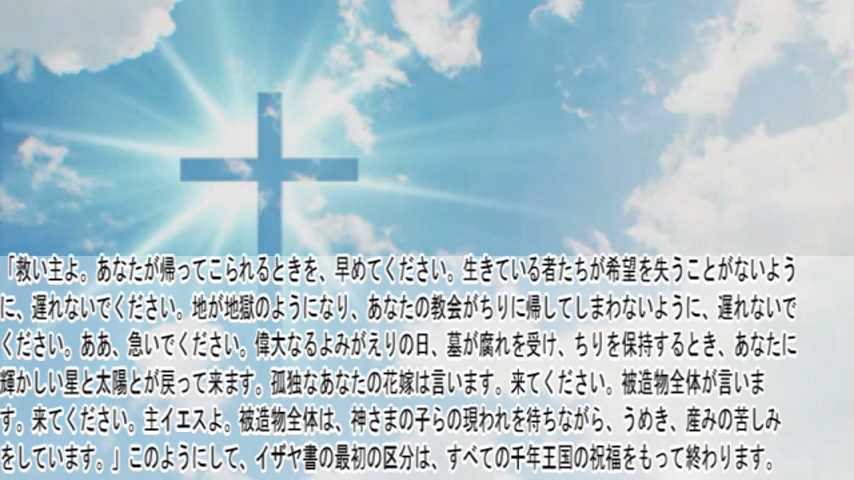 「救い主よ。あなたが帰ってこられるときを、早めてください。生きている者たちが希望を失うことがないよう
に、遅れないでください。地が地獄のようになり、あなたの教会がちりに帰してしまわないように、遅れないで
ください。ああ、急いでください。偉大なるよみがえりの日、墓が腐れを受け、ちりを保持するとき、あなたに
輝かしい星と太陽とが戻って来ます。孤独なあなたの花嫁は言います。来てください。被造物全体が言いま
す。来てください。主イエスよ。被造物全体は、神さまの子らの現われを待ちながら、うめき、産みの苦しみ
をしています。」このようにして、イザヤ書の最初の区分は、すべての千年王国の祝福をもって終わります。